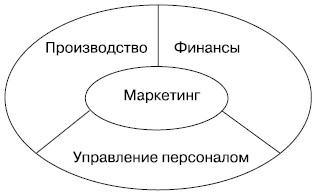 Производство
Финансы
Маркетинг
Управление персоналом